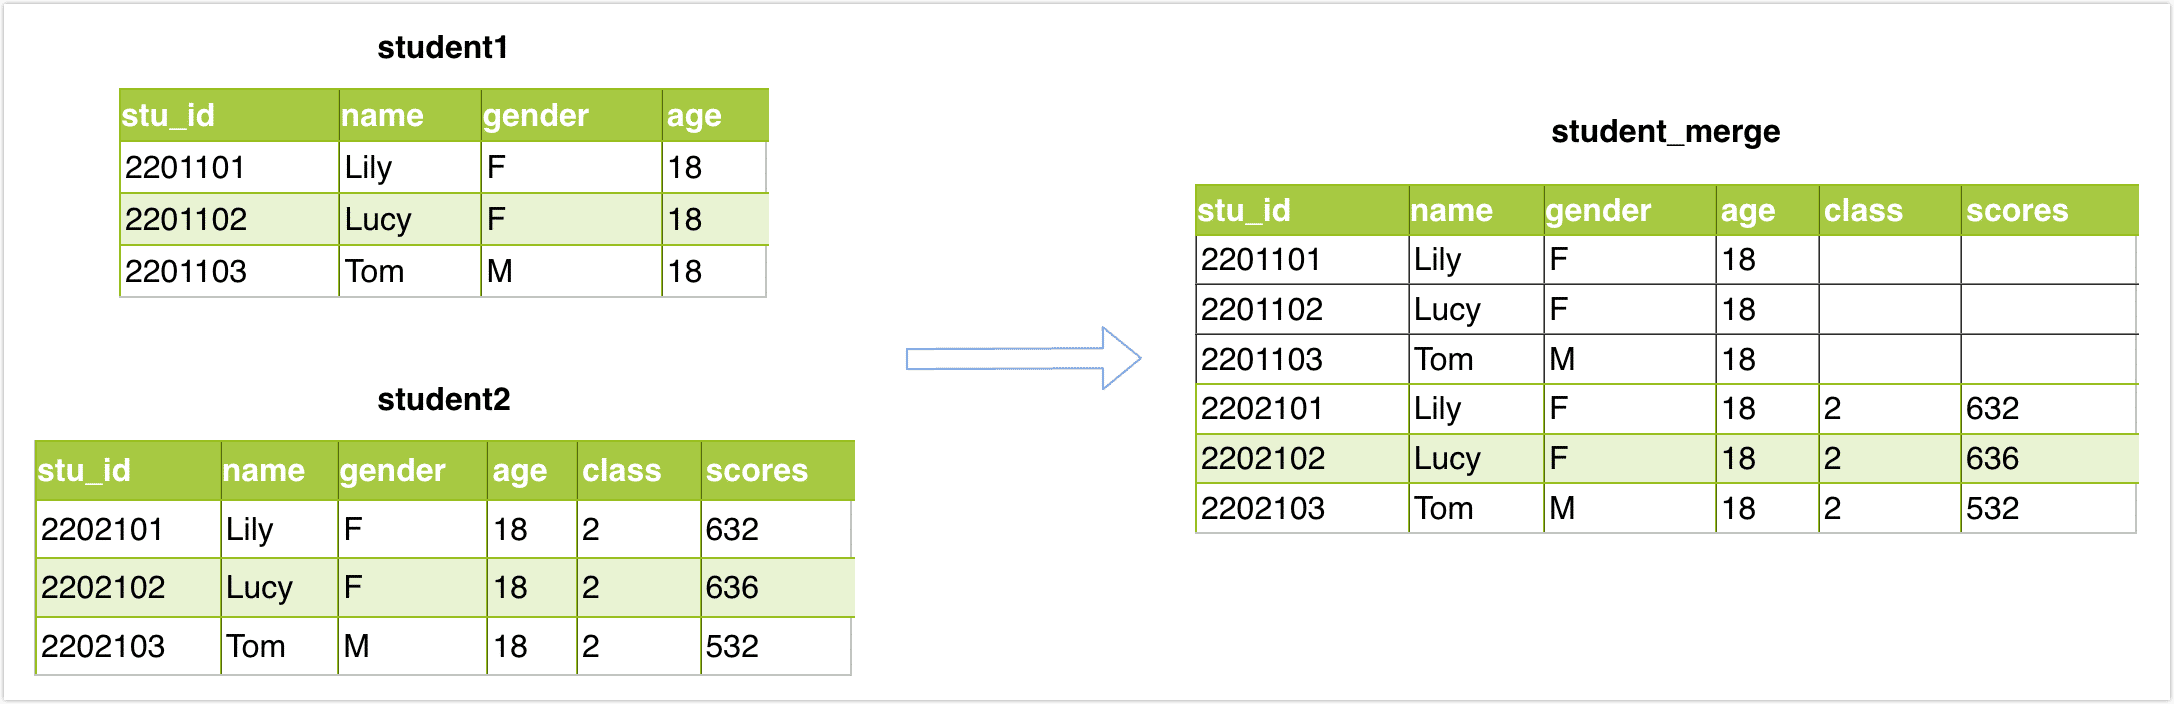 student1
stu_id name gender age
2201101 Lily F 18
2201102 Lucy F 18
2201103 Tom M 18
student2
stu_id name gender age class scores
2202101 Lily F 18 2 632
2202102 Lucy F 18 2 636
2202103 Tom M 18 2 532
student_merge
stu_id name gender age class scores
2201101 Lily F 18
2201102 Lucy F 18
2201103 Tom M 18
2202101 Lily F 18 2 632
2202102 Lucy F 18 2 636
2202103 Tom M 18 2 532